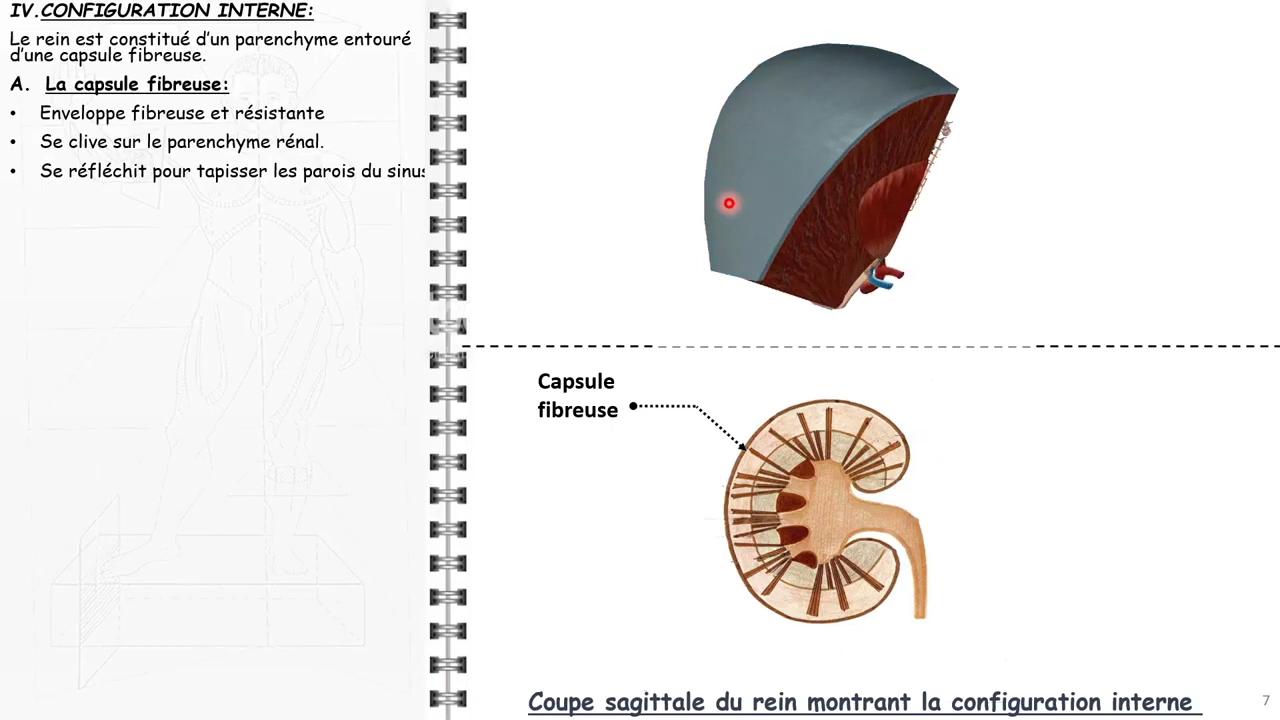 IV.CONFIGURATION INTERNE:
Le rein est constitué d'un parenchyme entouré
d'une capsule fibreuse.
A. La capsule fibreuse:
• Enveloppe fibreuse et résistante
• Se clive sur le parenchyme rénal.
• Se réfléchit pour tapisser les parois du sinus
Capsule
fibreuse
Coupe sagittale du rein montrant la configuration interne
7